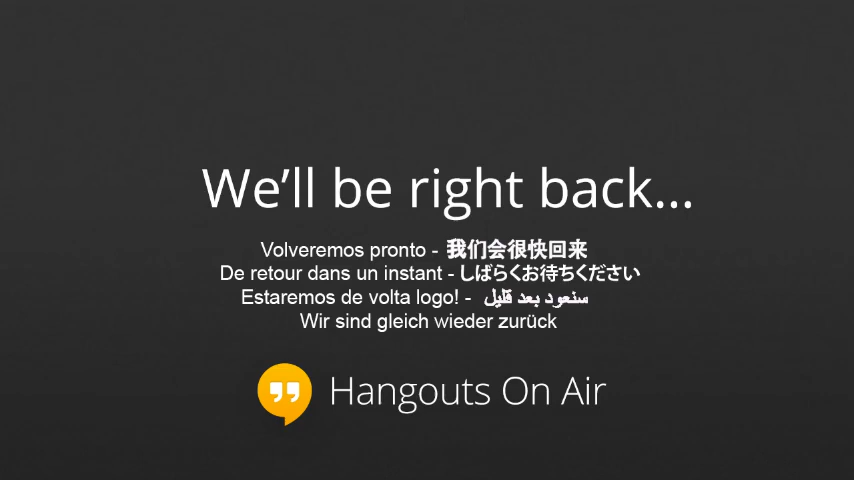 We'll be right back...
Volveremos pronto - 我们会很快回来
De retour dans un instant - しばらくお待ちください
Estaremos de volta logo! - سنعود بعد قليل
Wir sind gleich wieder zurück
Hangouts On Air